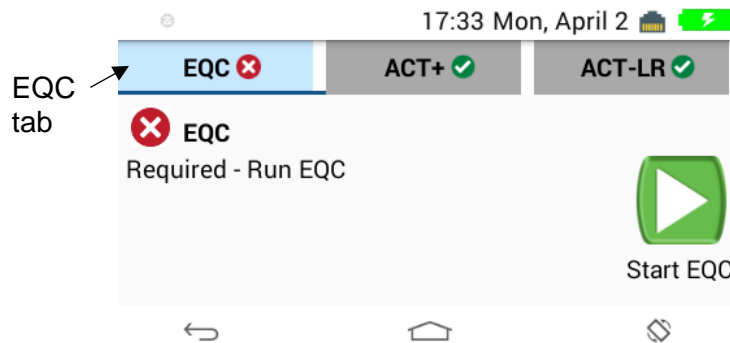 17:33 Mon, April 2
EQC ACT+ ACT-LR
EQC
tab
EQC
Required - Run EQC
Start EQC